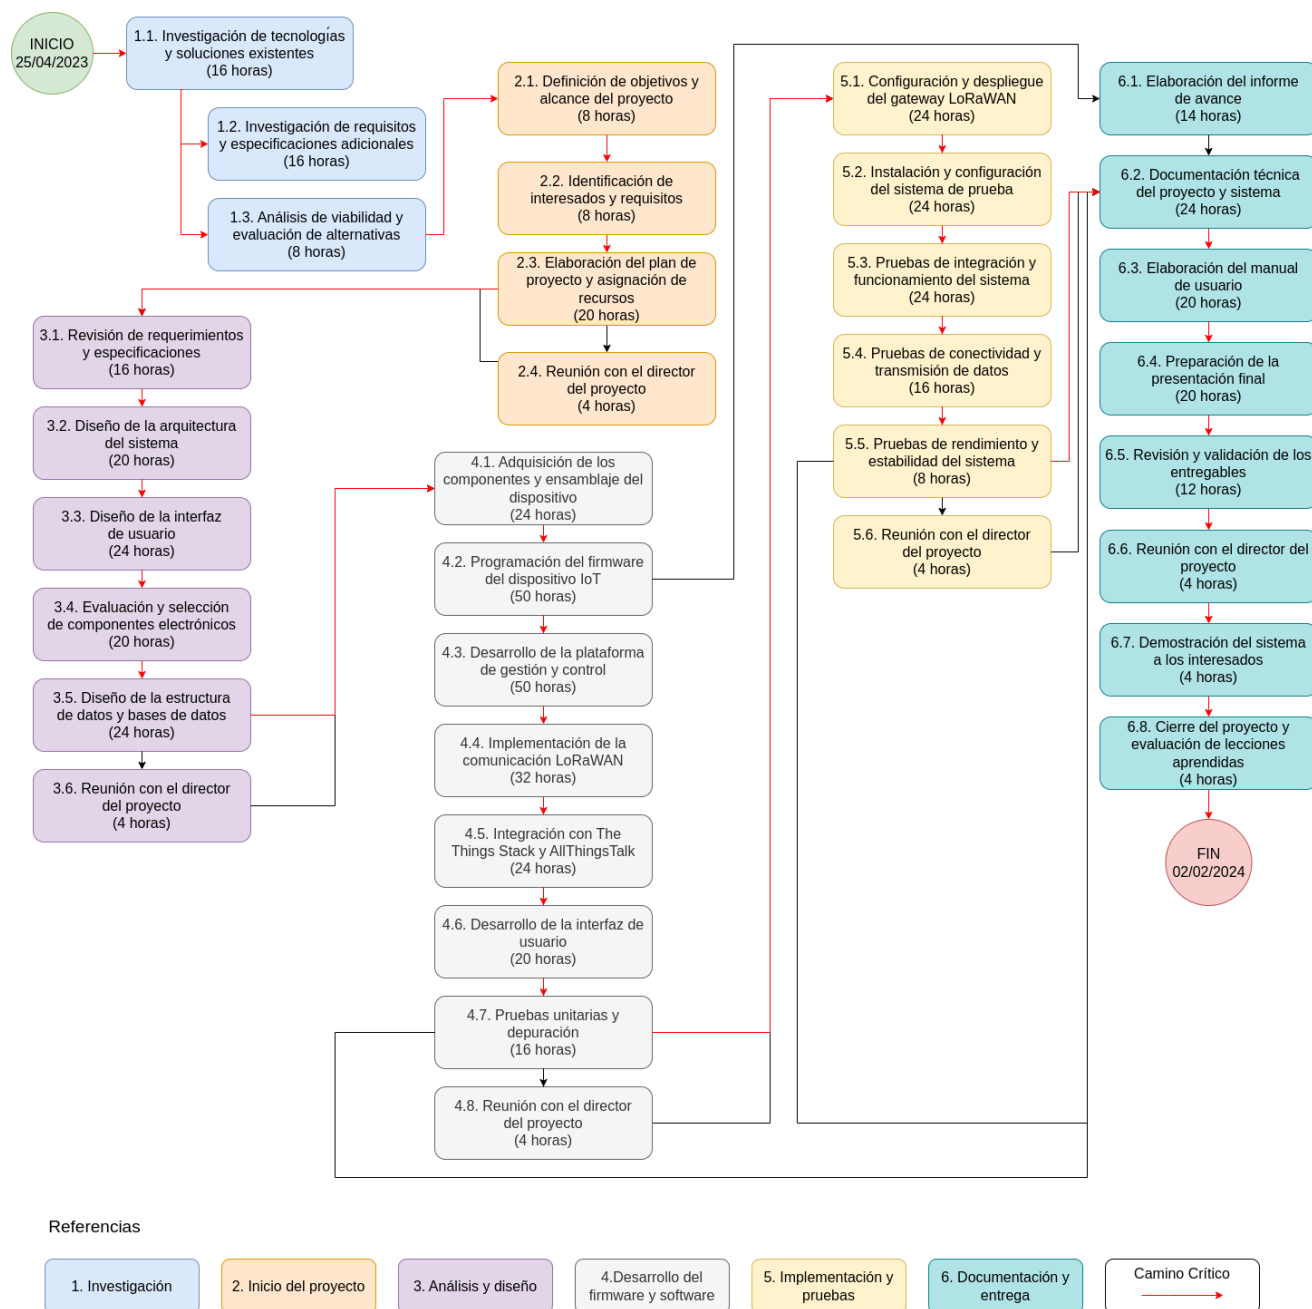 INICIO
25/04/2023
1.1. Investigación de tecnologías
y soluciones existentes
(16 horas)
1.2. Investigación de requisitos
y especificaciones adicionales
(16 horas)
1.3. Análisis de viabilidad y
evaluación de alternativas
(8 horas)
2.1. Definición de objetivos y
alcance del proyecto
(8 horas)
2.2. Identificación de
interesados y requisitos
(8 horas)
2.3. Elaboración del plan de
proyecto y asignación de
recursos
(20 horas)
2.4. Reunión con el director
del proyecto
(4 horas)
3.1. Revisión de requerimientos
y especificaciones
(16 horas)
3.2. Diseño de la arquitectura
del sistema
(20 horas)
3.3. Diseño de la interfaz
de usuario
(24 horas)
3.4. Evaluación y selección
de componentes electrónicos
(20 horas)
3.5. Diseño de la estructura
de datos y bases de datos
(24 horas)
3.6. Reunión con el director
del proyecto
(4 horas)
4.1. Adquisición de los
componentes y ensamblaje del
dispositivo
(24 horas)
4.2. Programación del firmware
del dispositivo IoT
(50 horas)
4.3. Desarrollo de la plataforma
de gestión y control
(50 horas)
4.4. Implementación de la
comunicación LoRaWAN
(32 horas)
4.5. Integración con The
Things Stack y AllThingsTalk
(24 horas)
4.6. Desarrollo de la interfaz de
usuario
(20 horas)
4.7. Pruebas unitarias y
depuración
(16 horas)
4.8. Reunión con el director
del proyecto
(4 horas)
5.1. Configuración y despliegue
del gateway LoRaWAN
(24 horas)
5.2. Instalación y configuración
del sistema de prueba
(24 horas)
5.3. Pruebas de integración y
funcionamiento del sistema
(24 horas)
5.4. Pruebas de conectividad y
transmisión de datos
(16 horas)
5.5. Pruebas de rendimiento y
estabilidad del sistema
(8 horas)
5.6. Reunión con el director
del proyecto
(4 horas)
6.1. Elaboración del informe
de avance
(14 horas)
6.2. Documentación técnica
del proyecto y sistema
(24 horas)
6.3. Elaboración del manual
de usuario
(20 horas)
6.4. Preparación de la
presentación final
(20 horas)
6.5. Revisión y validación de los
entregables
(12 horas)
6.6. Reunión con el director del
proyecto
(4 horas)
6.7. Demostración del sistema
a los interesados
(4 horas)
6.8. Cierre del proyecto y
evaluación de lecciones
aprendidas
(4 horas)
FIN
02/02/2024
Referencias
1. Investigación
2. Inicio del proyecto
3. Análisis y diseño
4.Desarrollo del
firmware y software
5. Implementación y
pruebas
6. Documentación y
entrega
Camino Crítico